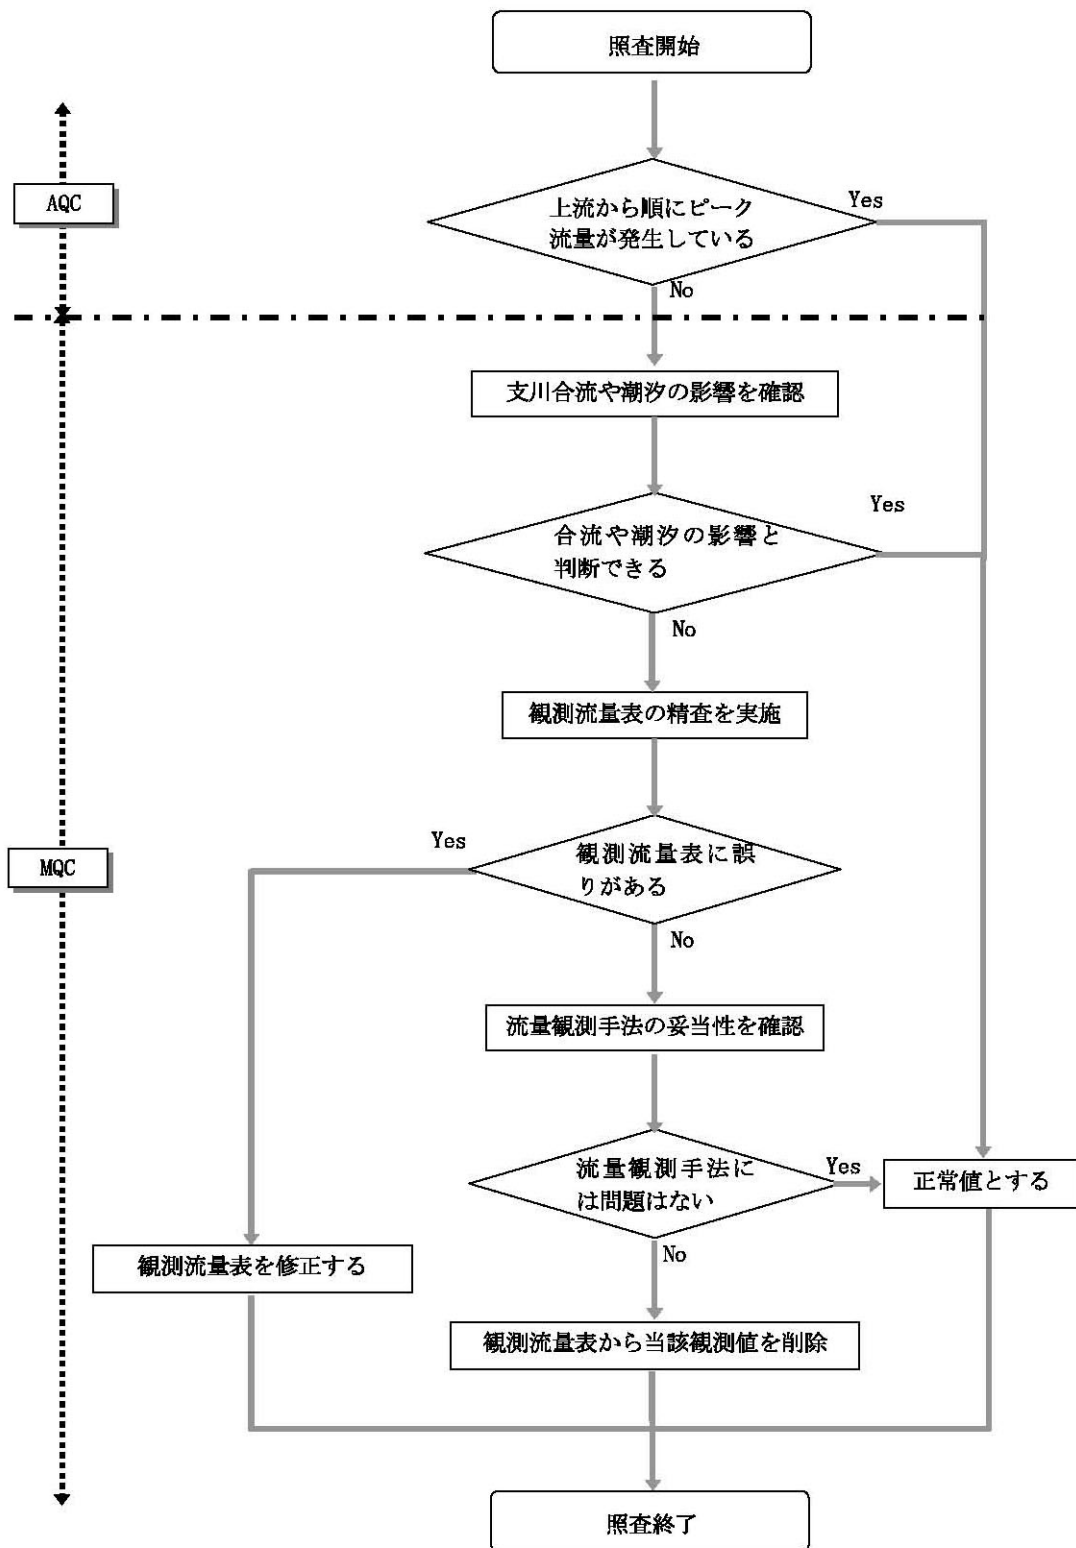 照査開始
AQC
上流から順にピーク
流量が発生している
Yes
No
支川合流や潮汐の影響を確認
合流や潮汐の影響と
判断できる
Yes
No
観測流量表の精査を実施
Yes
観測流量表に誤
りがある
MQC
No
流量観測手法の妥当性を確認
流量観測手法に
は問題はない
Yes
正常値とする
No
観測流量表を修正する
観測流量表から当該観測値を削除
照査終了